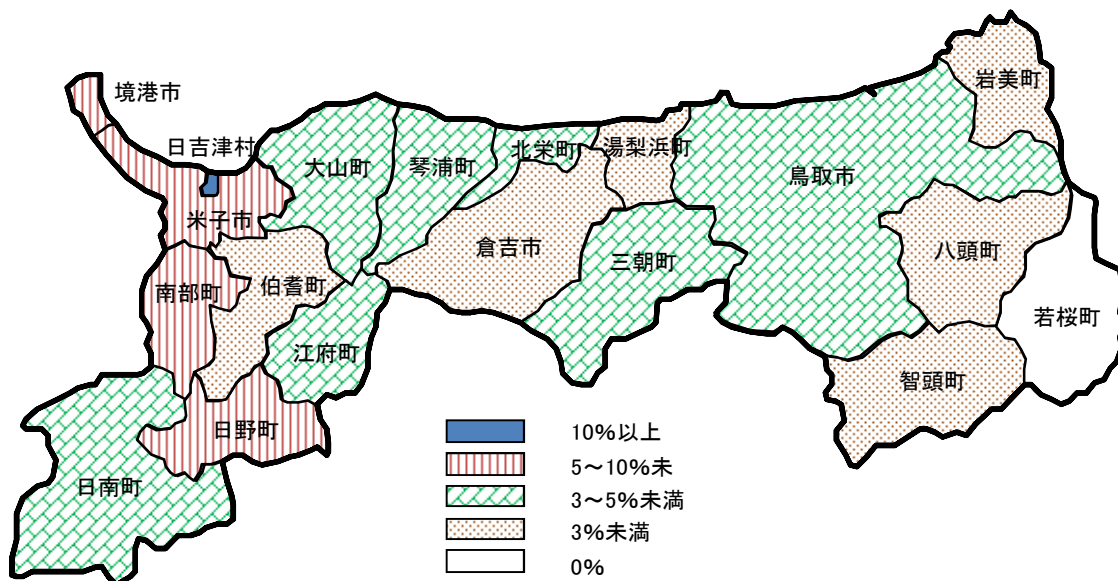 岩美町
境港市
日吉津村
大山町
琴浦町
北栄町
湯梨浜町
鳥取市
米子市
倉吉市
三朝町
八頭町
南部町
伯耆町
若桜町
江府町
智頭町
日野町
日南町
10%以上
5～10%未
3～5%未満
3%未満
0%